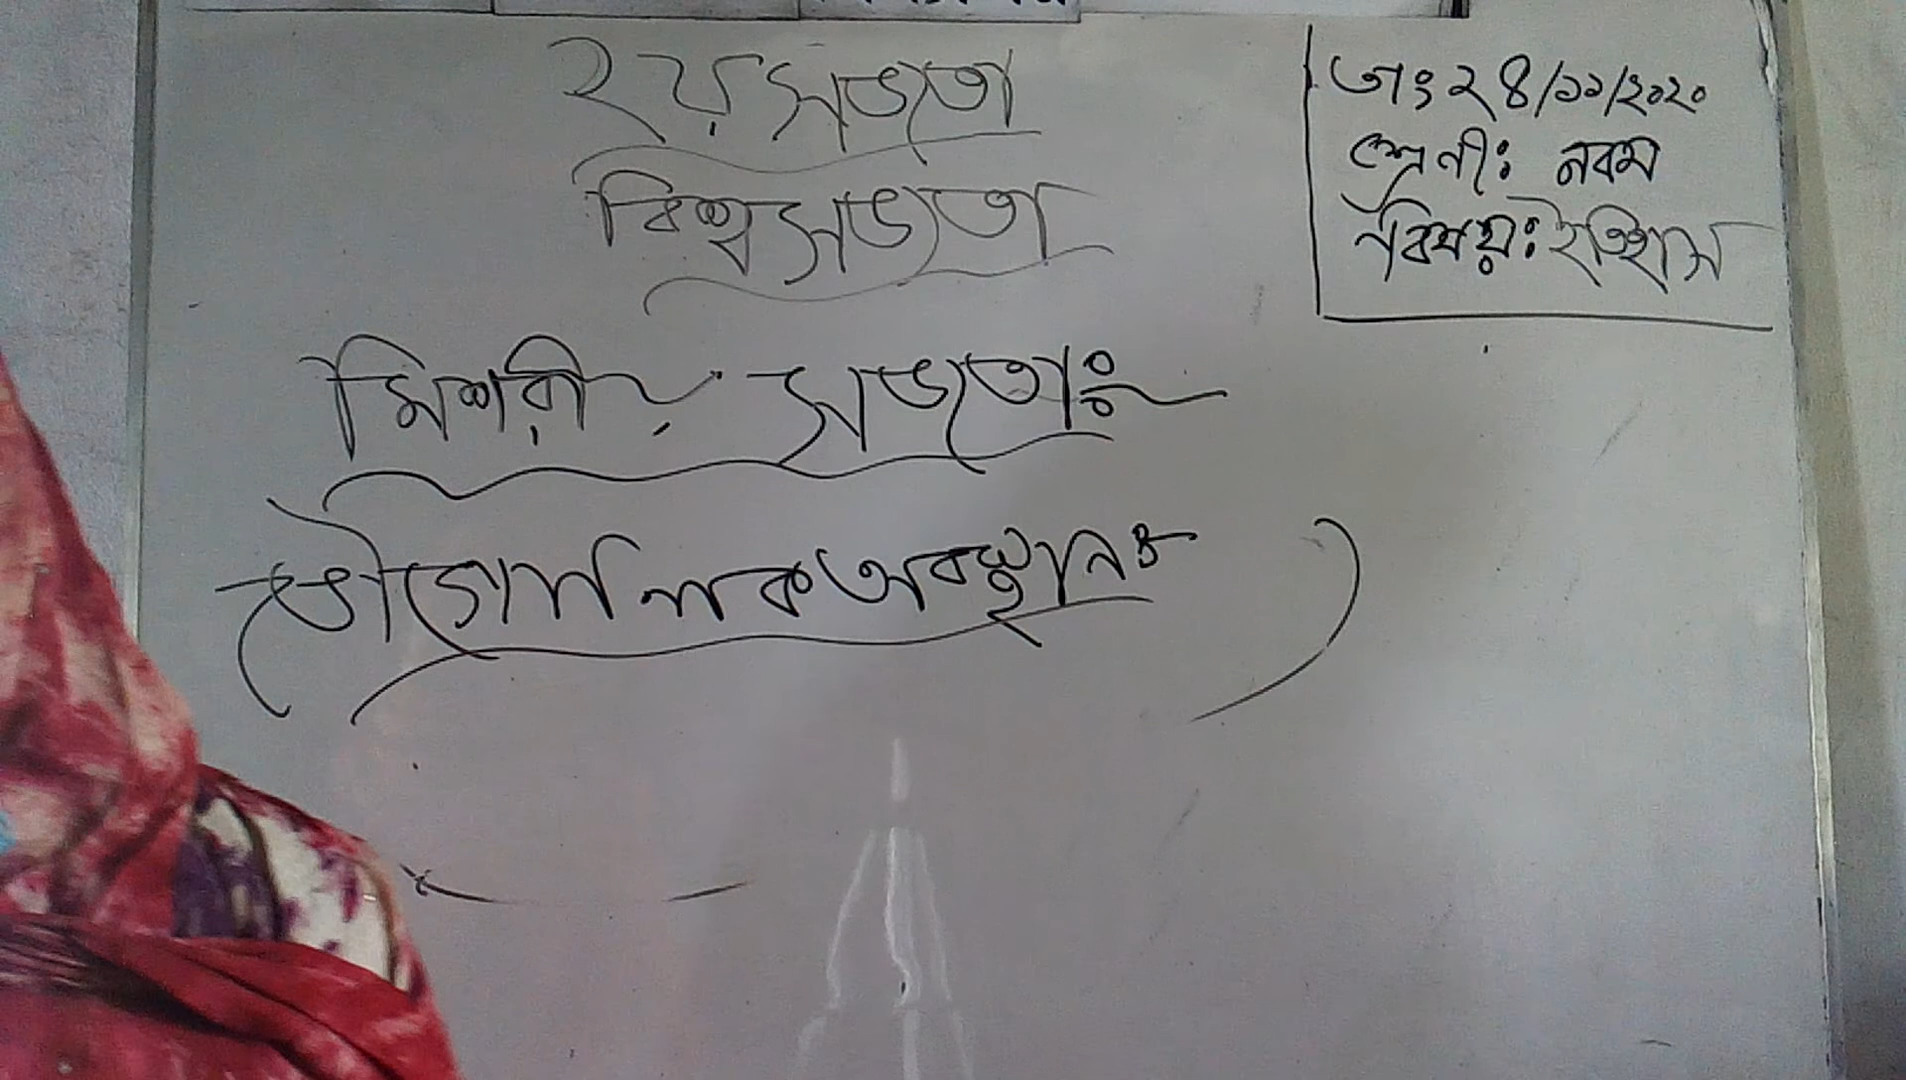 ২য় সভ্যতা
বিশ্বসভ্যতা
তাং ২৪/১১/২০২০
শ্রেণী: নবম
বিষয়: ইতিহাস
মিশরীয় সভ্যতাঃ
ভৌগোলিক অবস্থানঃ